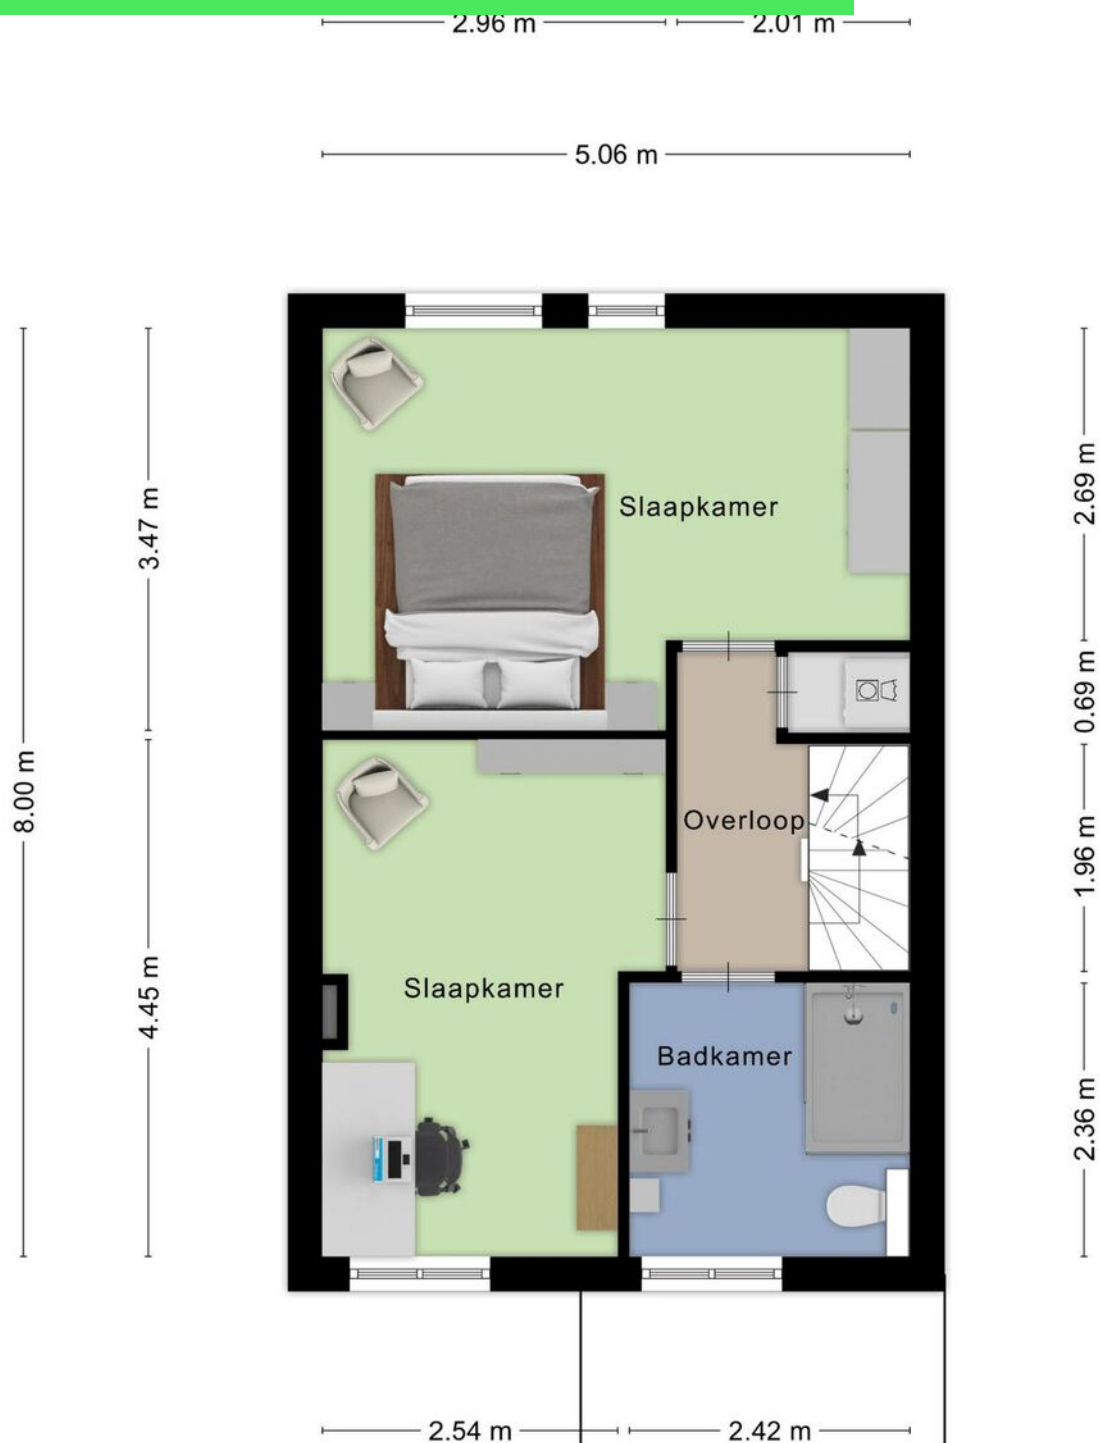 2.96 m
2.01 m
5.06 m
Slaapkamer
3.47 m
2.69 m
0.69 m
8.00 m
Overloop
1.96 m
4.45 m
Slaapkamer
Badkamer
2.36 m
2.54 m
2.42 m